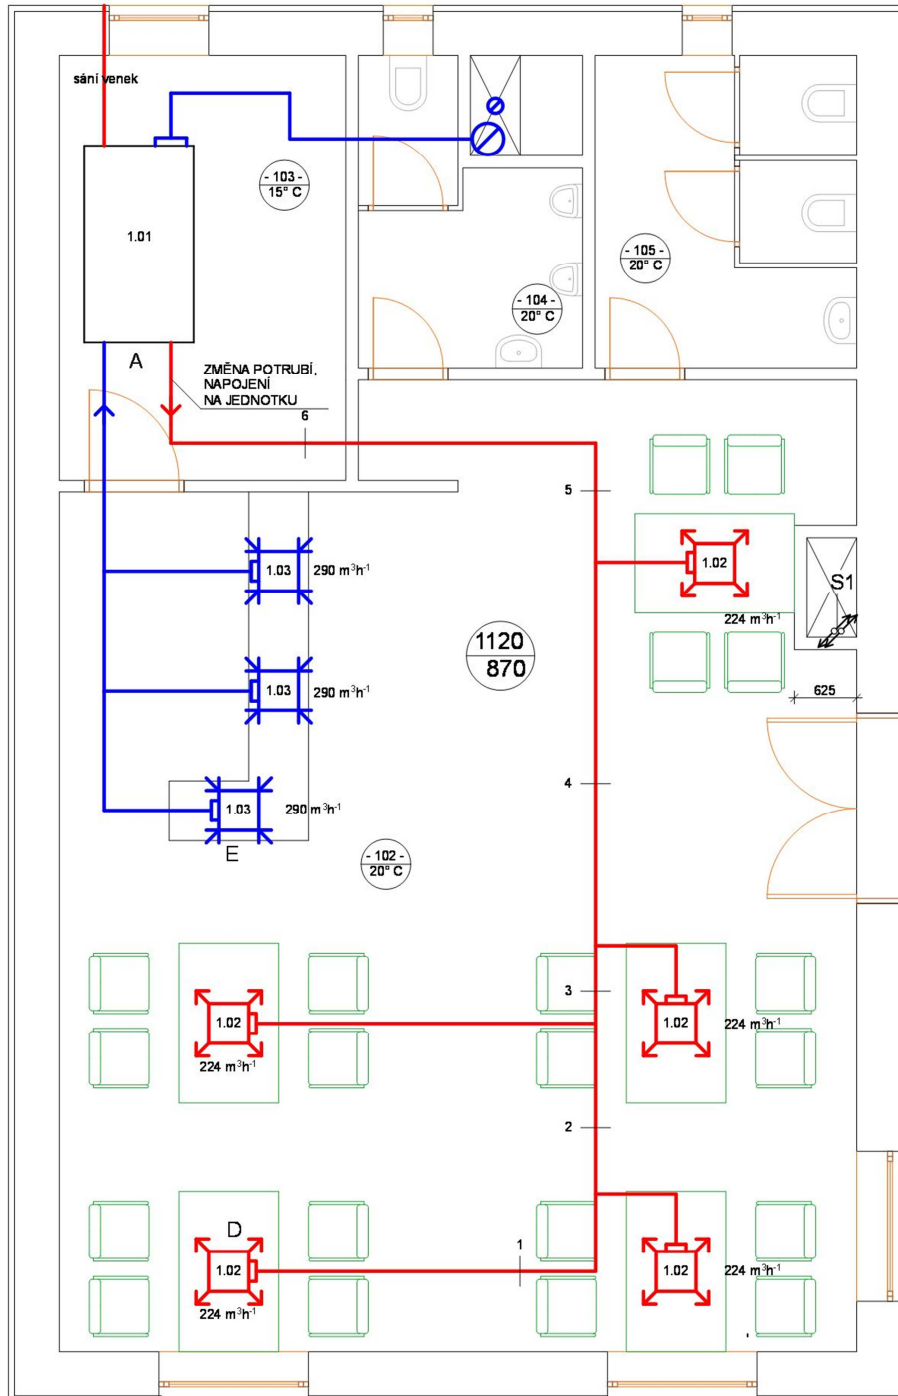 sání venek
- 103 -
15° C
1.01
- 105 -
20° C
- 104 -
20° C
A
ZMĚNA POTRUBÍ,
NAPOJENÍ
NA JEDNOTKU
6
5
1.03
290 m³h⁻¹
1.02
S1
224 m³h⁻¹
1120
870
1.03
290 m³h⁻¹
625
4
1.03
290 m³h⁻¹
E
- 102 -
20° C
3
1.02
224 m³h⁻¹
1.02
224 m³h⁻¹
2
D
1
1.02
224 m³h⁻¹
1.02
224 m³h⁻¹